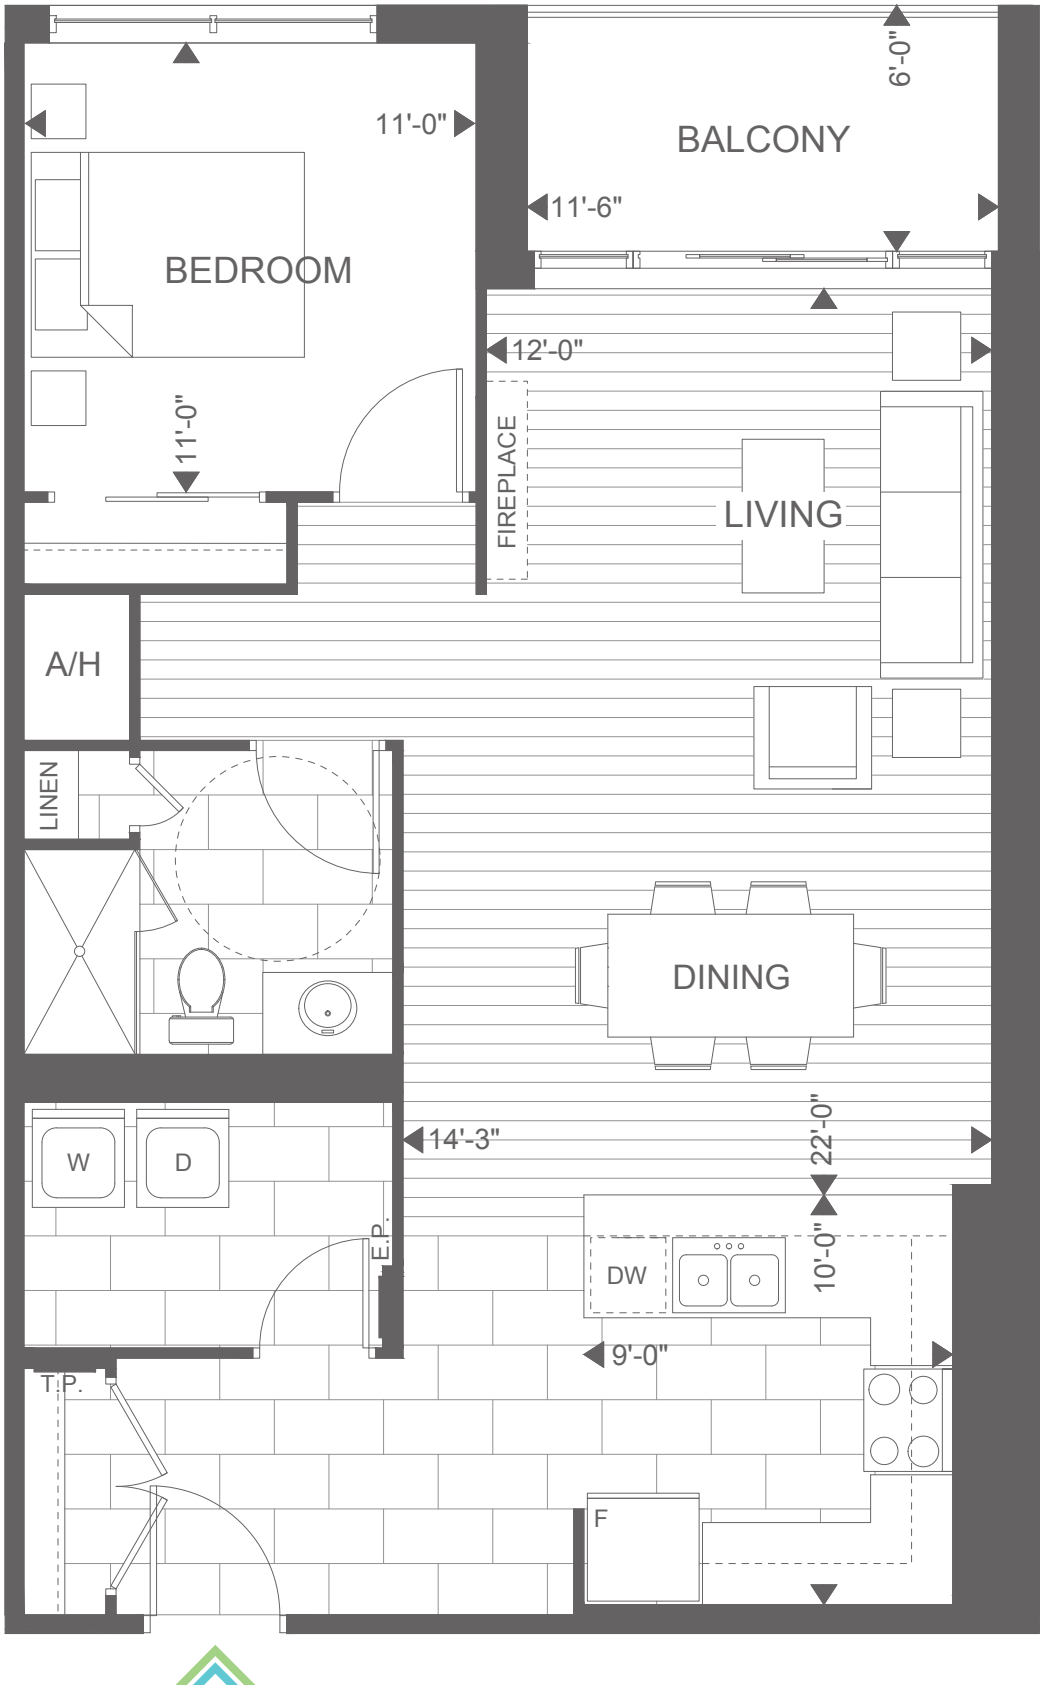 6'-0"
11'-0"
BALCONY
11'-6"
BEDROOM
12'-0"
11'-0"
FIREPLACE
LIVING
A/H
LINEN
DINING
22'-0"
14'-3"
W
D
E.P.
10'-0"
DW
9'-0"
T.P.
F